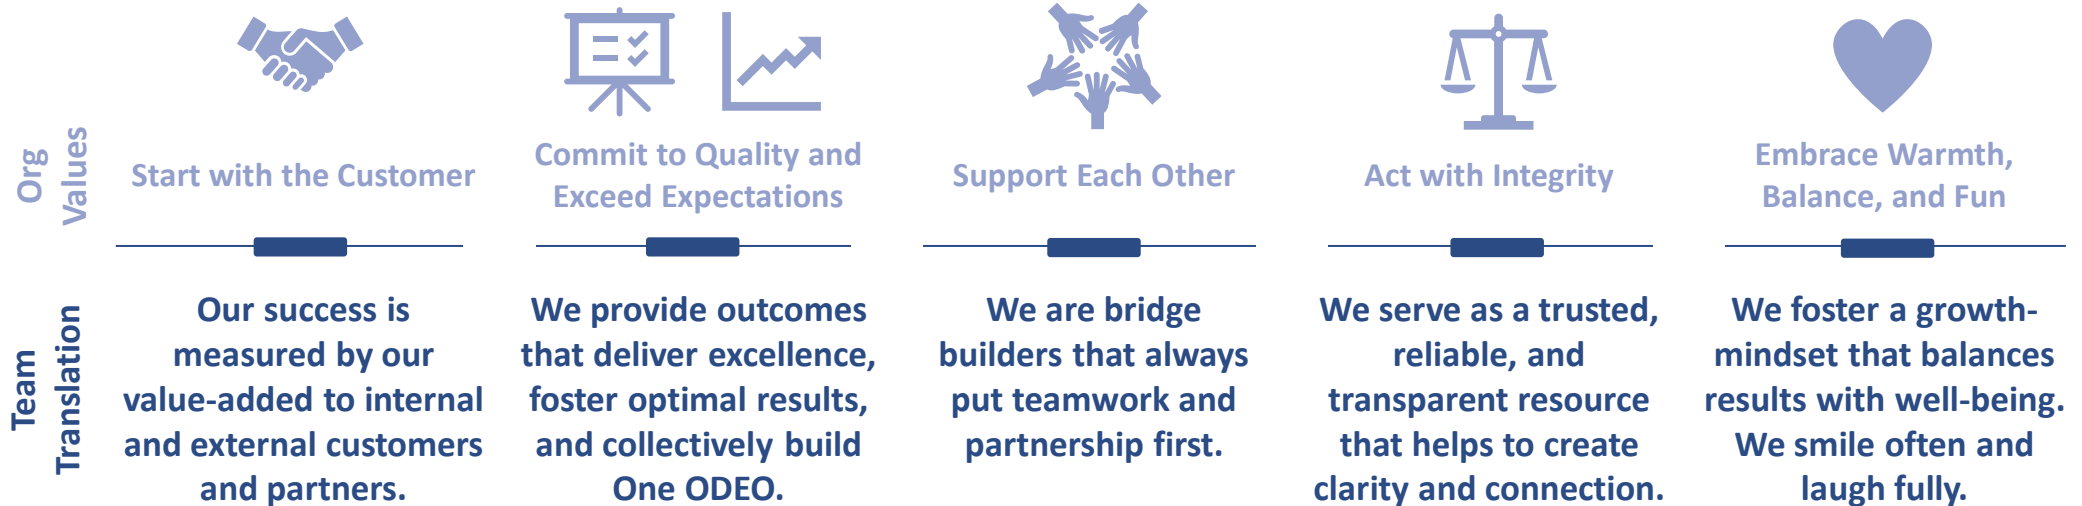 Org
Values
Start with the Customer
Commit to Quality and
Exceed Expectations
Support Each Other
Act with Integrity
Embrace Warmth,
Balance, and Fun
Team
Translation
Our success is
measured by our
value-added to internal
and external customers
and partners.
We provide outcomes
that deliver excellence,
foster optimal results,
and collectively build
One ODEO.
We are bridge
builders that always
put teamwork and
partnership first.
We serve as a trusted,
reliable, and
transparent resource
that helps to create
clarity and connection.
We foster a growth-
mindset that balances
results with well-being.
We smile often and
laugh fully.